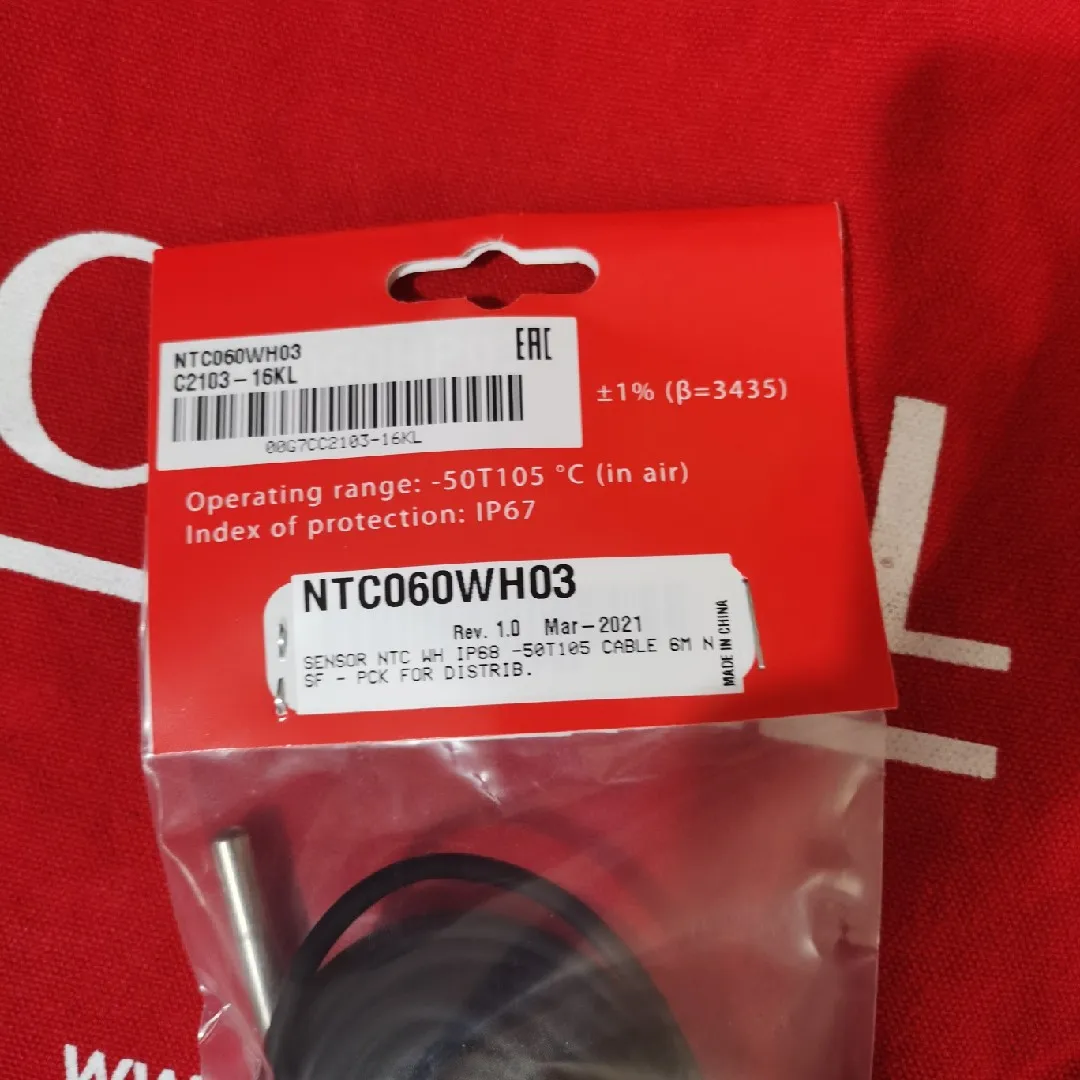 NTC060WH03
EAC
C2103-16KL
00G7CC2103-16KL
±1% (β=3435)
Operating range: -50T105 °C (in air)
Index of protection: IP67
NTC060WH03
Rev. 1.0 Mar-2021
SENSOR NTC WH IP68 -50T105 CABLE 6M N
SF - PCK FOR DISTRIB.
MADE IN CHINA